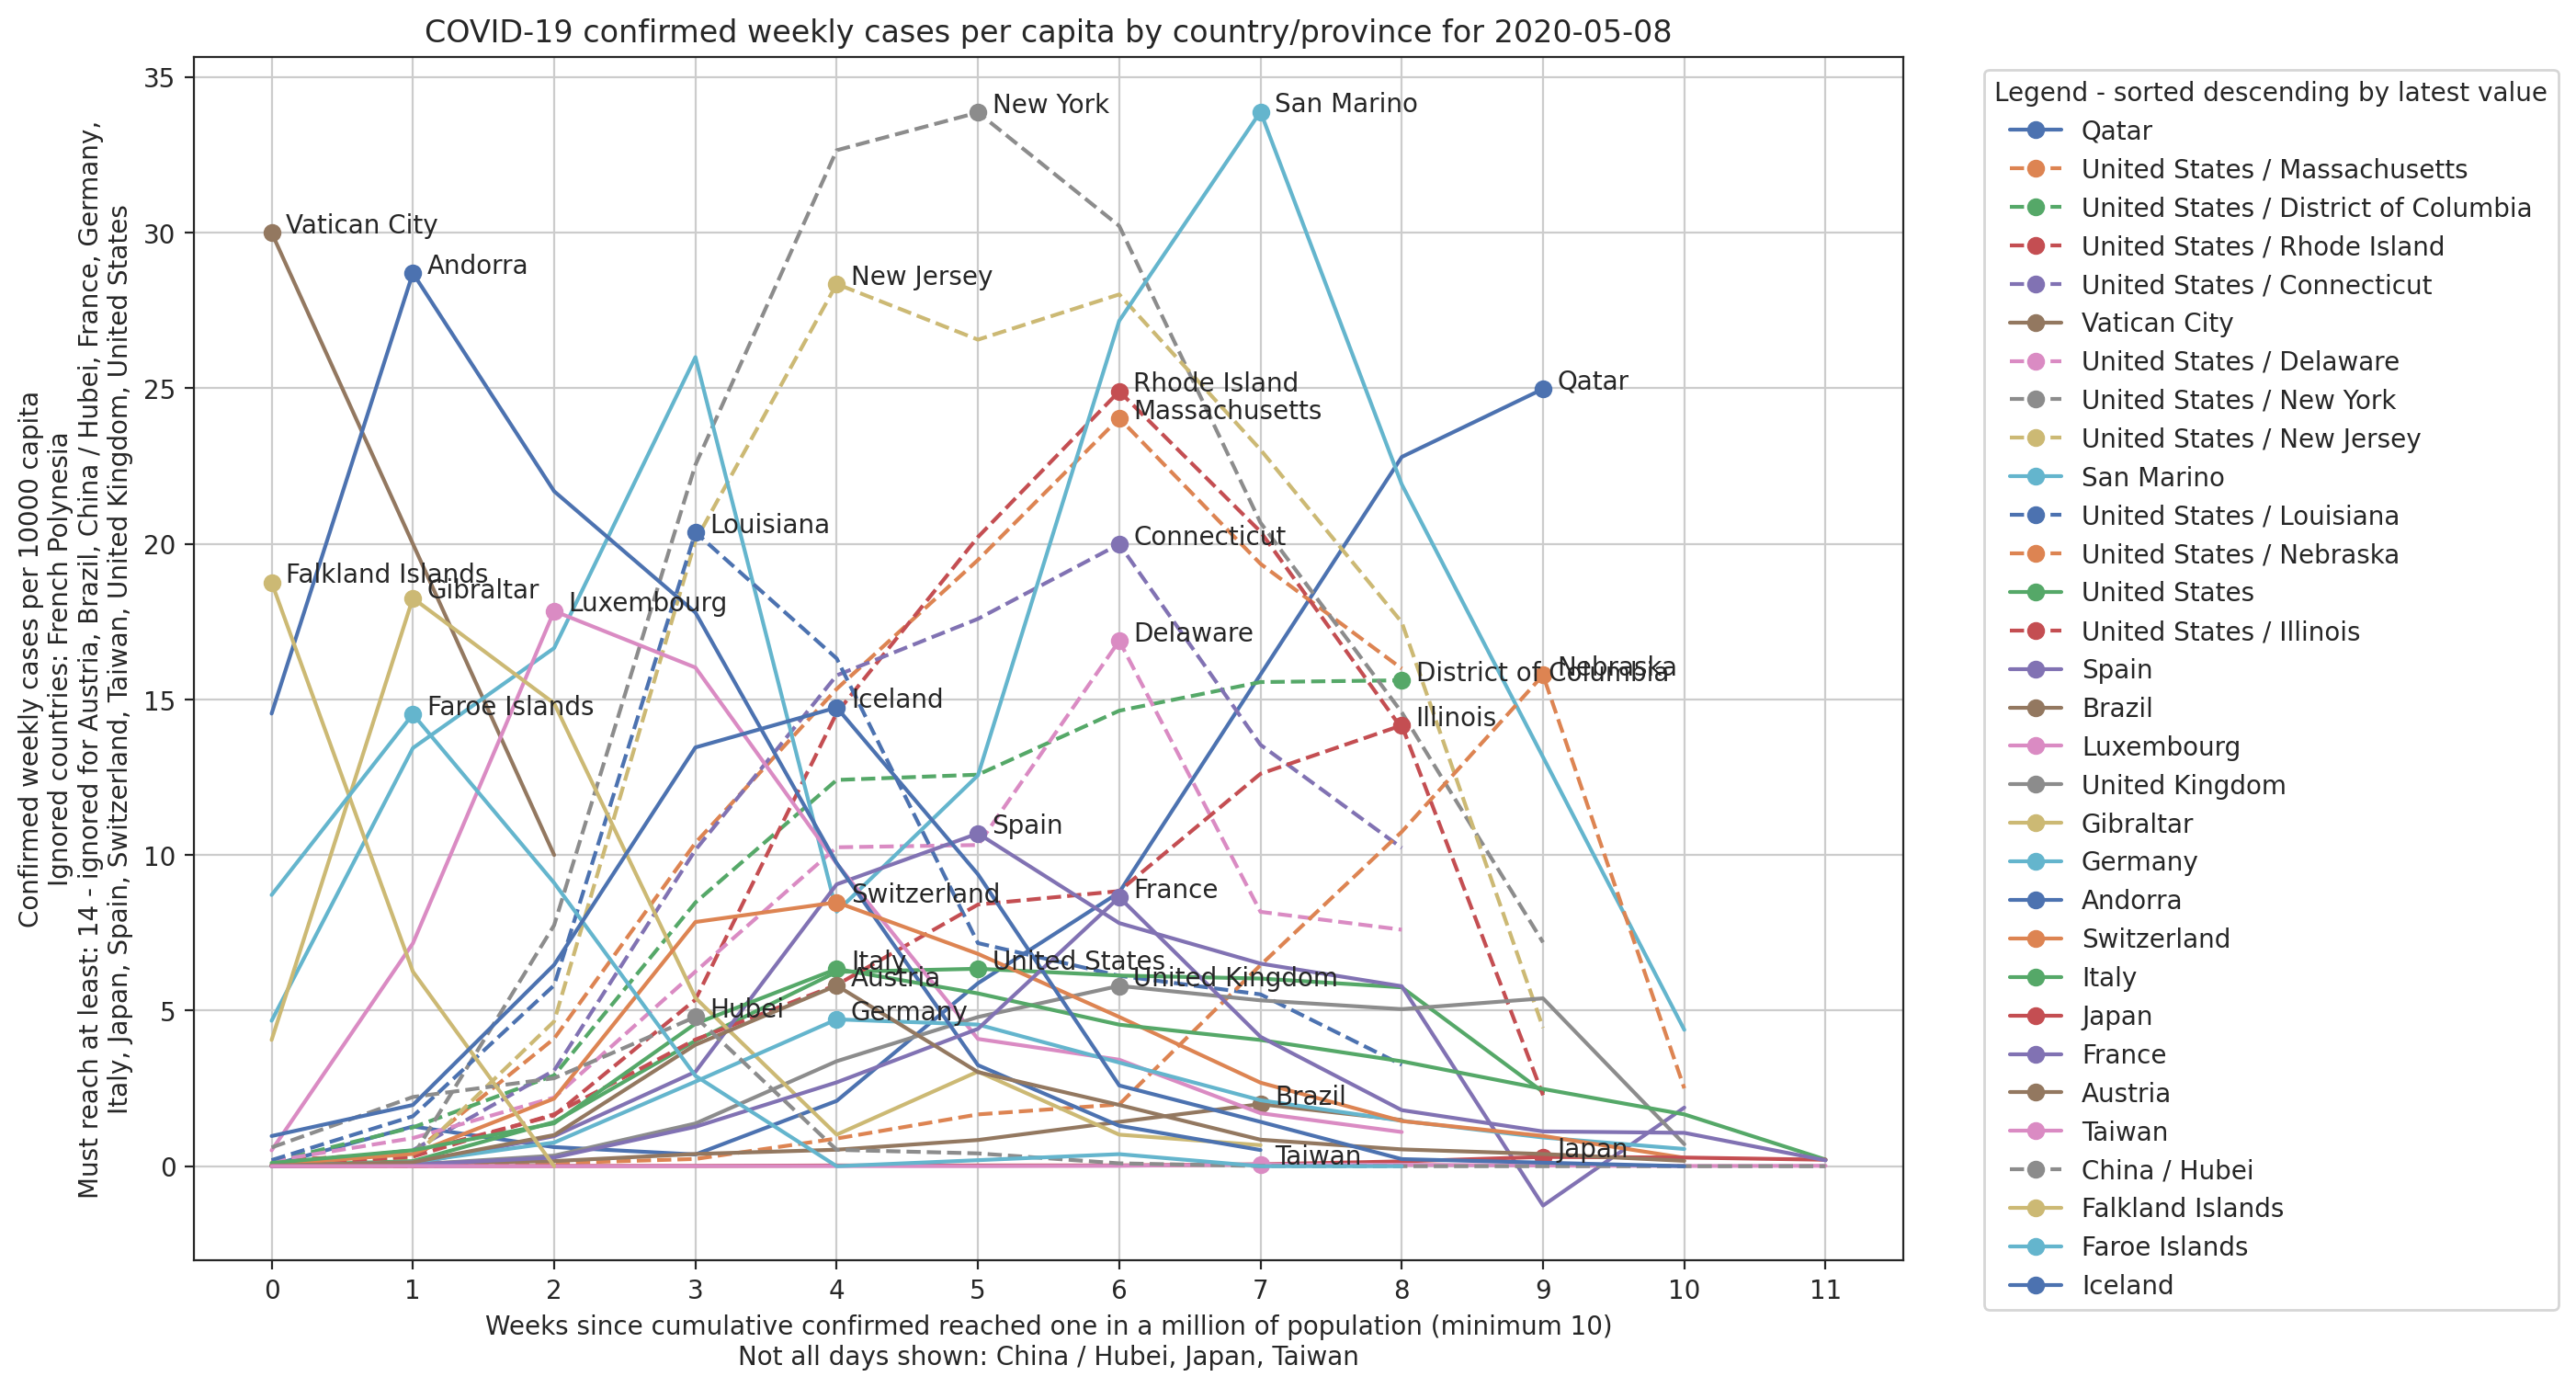 COVID-19 confirmed weekly cases per capita by country/province for 2020-05-08
Confirmed weekly cases per 10000 capita
Ignored countries: French Polynesia
Must reach at least: 14 - ignored for Austria, Brazil, China / Hubei, France, Germany,
Italy, Japan, Spain, Switzerland, Taiwan, United Kingdom, United States
35
30
25
20
15
10
5
0
New York
San Marino
Vatican City
Andorra
New Jersey
Rhode Island
Qatar
Massachusetts
Louisiana
Connecticut
Falkland Islands
Gibraltar
Luxembourg
Delaware
District of Columbia
Nebraska
Faroe Islands
Iceland
Illinois
Spain
Switzerland
France
Italy
United States
Austria
United Kingdom
Hubei
Germany
Brazil
Taiwan
Japan
0 1 2 3 4 5 6 7 8 9 10 11
Weeks since cumulative confirmed reached one in a million of population (minimum 10)
Not all days shown: China / Hubei, Japan, Taiwan
Legend - sorted descending by latest value
Qatar
United States / Massachusetts
United States / District of Columbia
United States / Rhode Island
United States / Connecticut
Vatican City
United States / Delaware
United States / New York
United States / New Jersey
San Marino
United States / Louisiana
United States / Nebraska
United States
United States / Illinois
Spain
Brazil
Luxembourg
United Kingdom
Gibraltar
Germany
Andorra
Switzerland
Italy
Japan
France
Austria
Taiwan
China / Hubei
Falkland Islands
Faroe Islands
Iceland